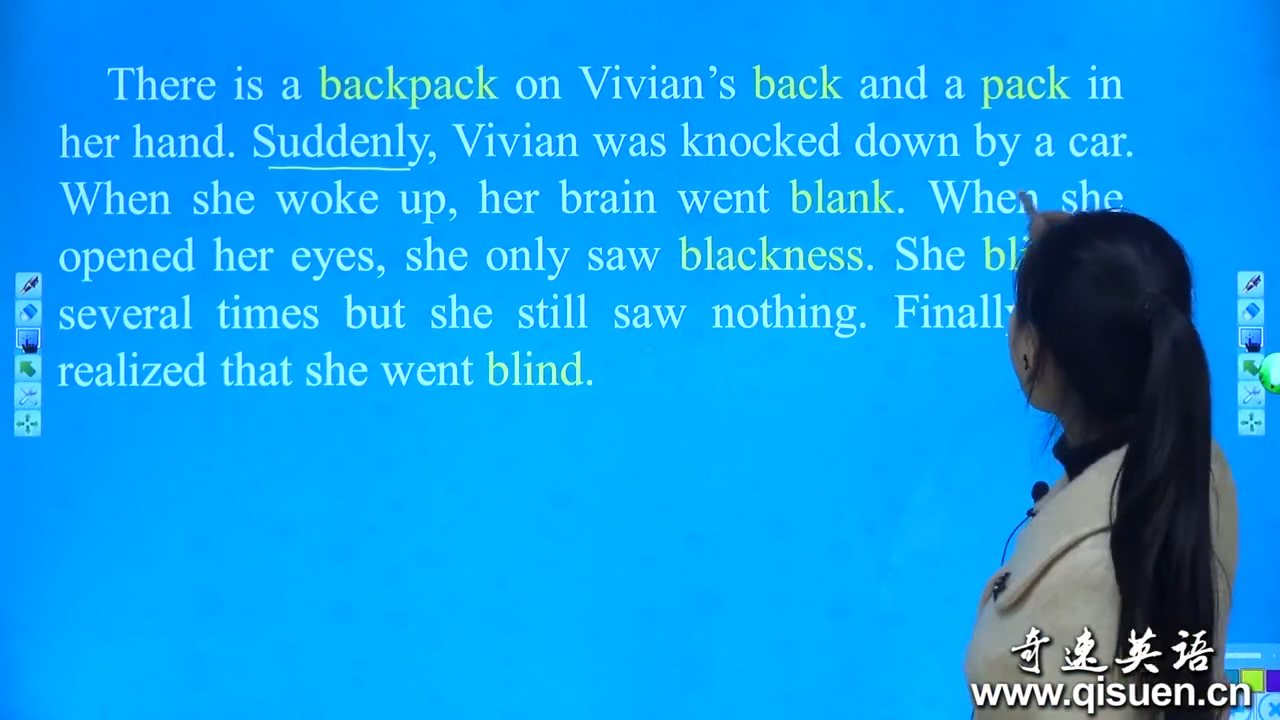 There is a backpack on Vivian’s back and a pack in
her hand. Suddenly, Vivian was knocked down by a car.
When she woke up, her brain went blank. When she
opened her eyes, she only saw blackness. She
several times but she still saw nothing. Finally
realized that she went blind.
奇速英语
www.qisuen.cn